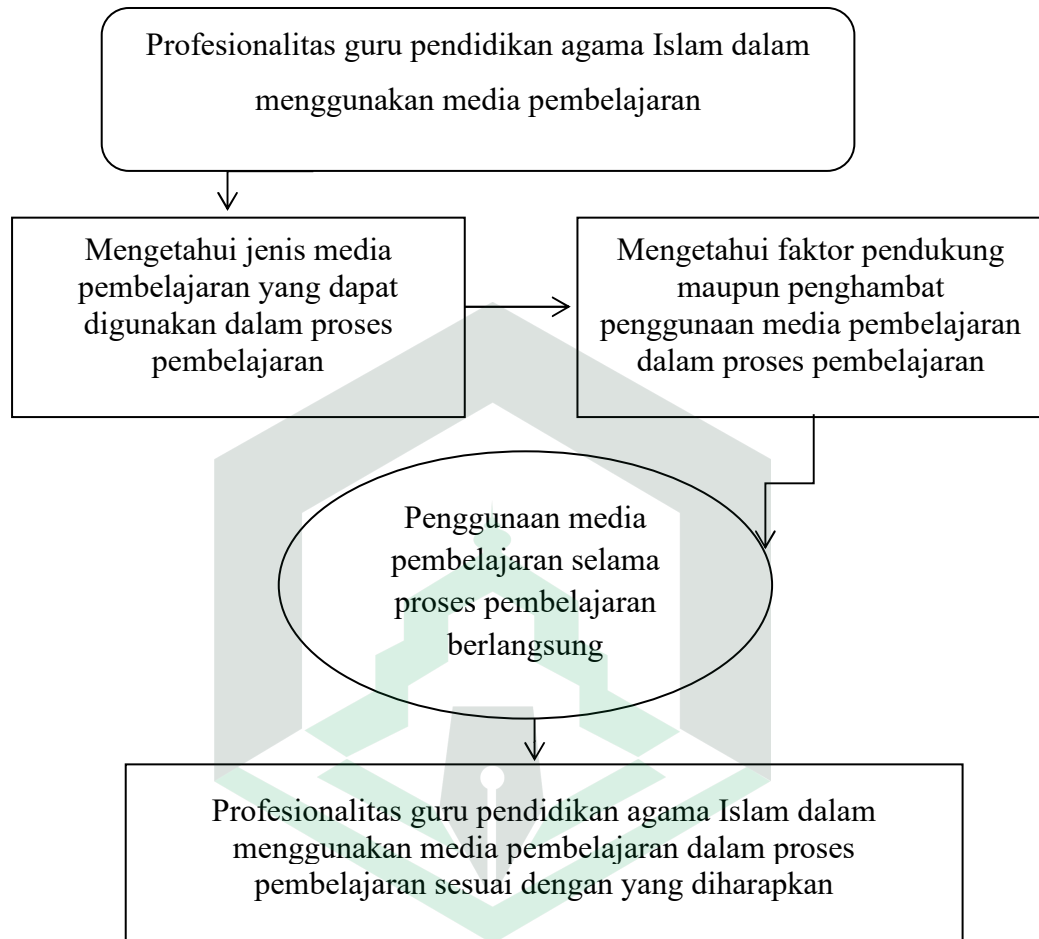 Profesionalitas guru pendidikan agama Islam dalam
menggunakan media pembelajaran
Mengetahui jenis media
pembelajaran yang dapat
digunakan dalam proses
pembelajaran
Mengetahui faktor pendukung
maupun penghambat
penggunaan media pembelajaran
dalam proses pembelajaran
Penggunaan media
pembelajaran selama
proses pembelajaran
berlangsung
Profesionalitas guru pendidikan agama Islam dalam
menggunakan media pembelajaran dalam proses
pembelajaran sesuai dengan yang diharapkan